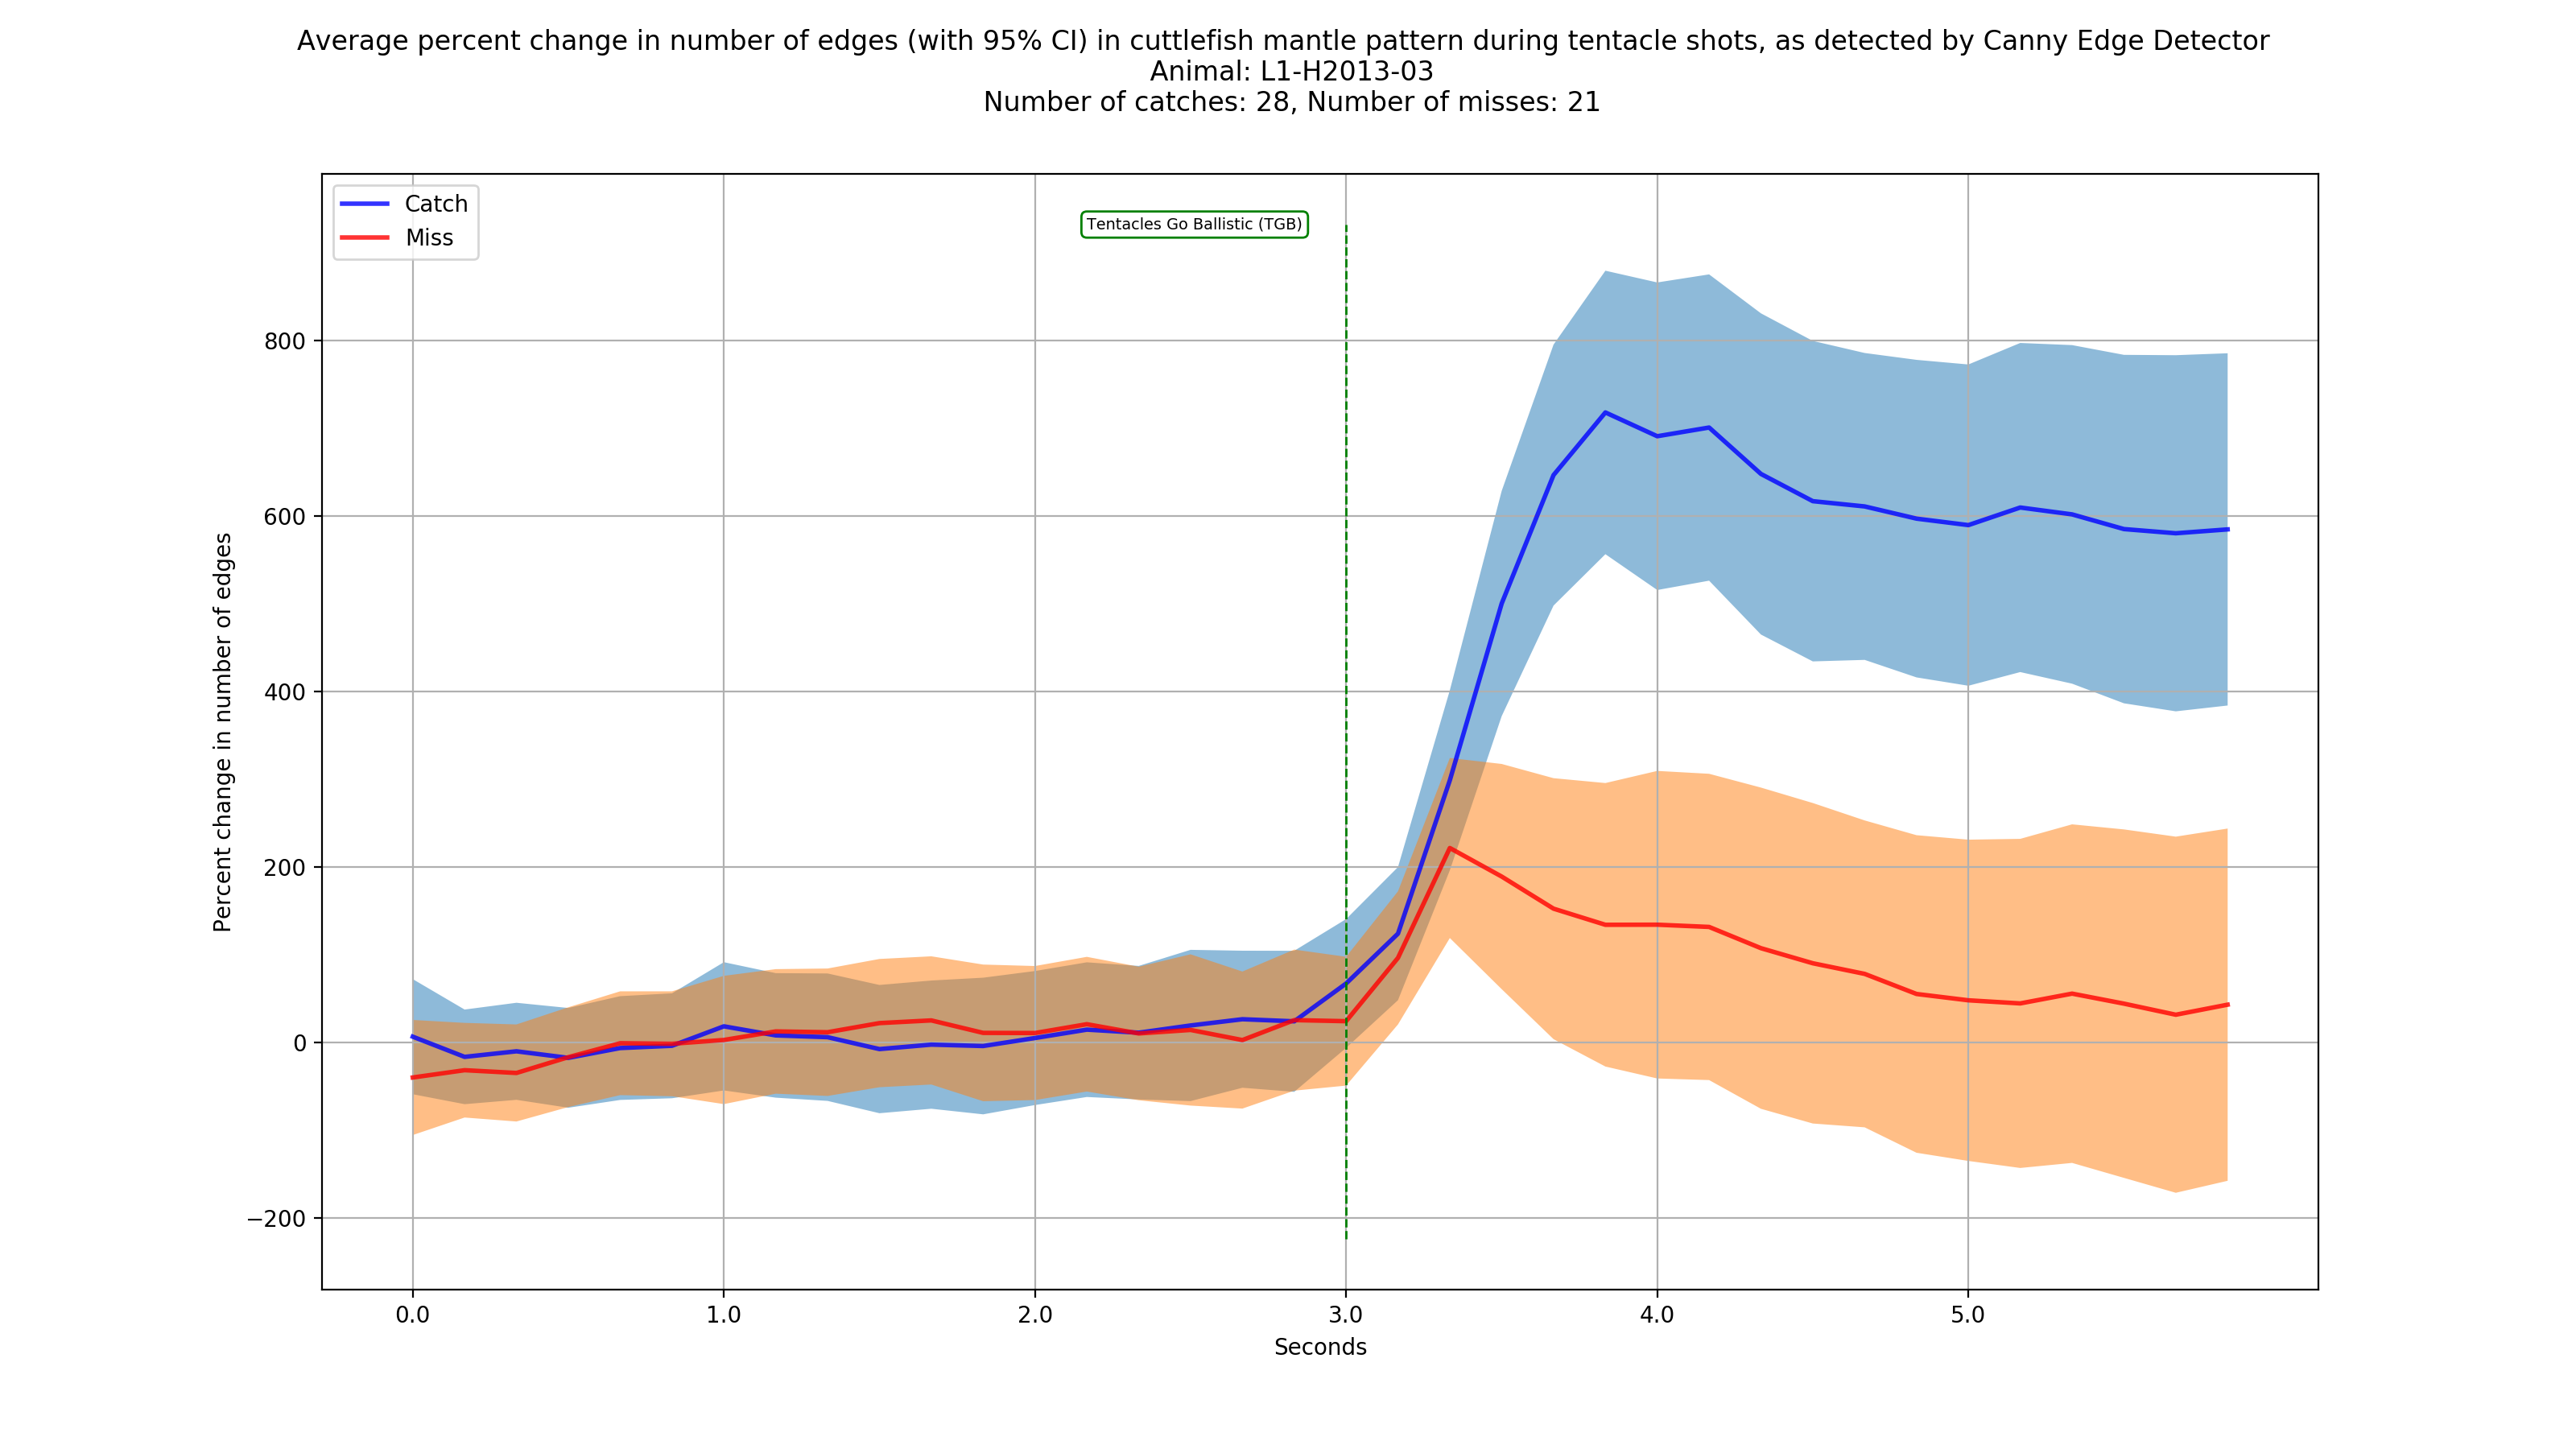 Average percent change in number of edges (with 95% CI) in cuttlefish mantle pattern during tentacle shots, as detected by Canny Edge Detector
Animal: L1-H2013-03
Number of catches: 28, Number of misses: 21
Catch
Miss
Tentacles Go Ballistic (TGB)
Percent change in number of edges
800
600
400
200
0
−200
0.0 1.0 2.0 3.0 4.0 5.0
Seconds